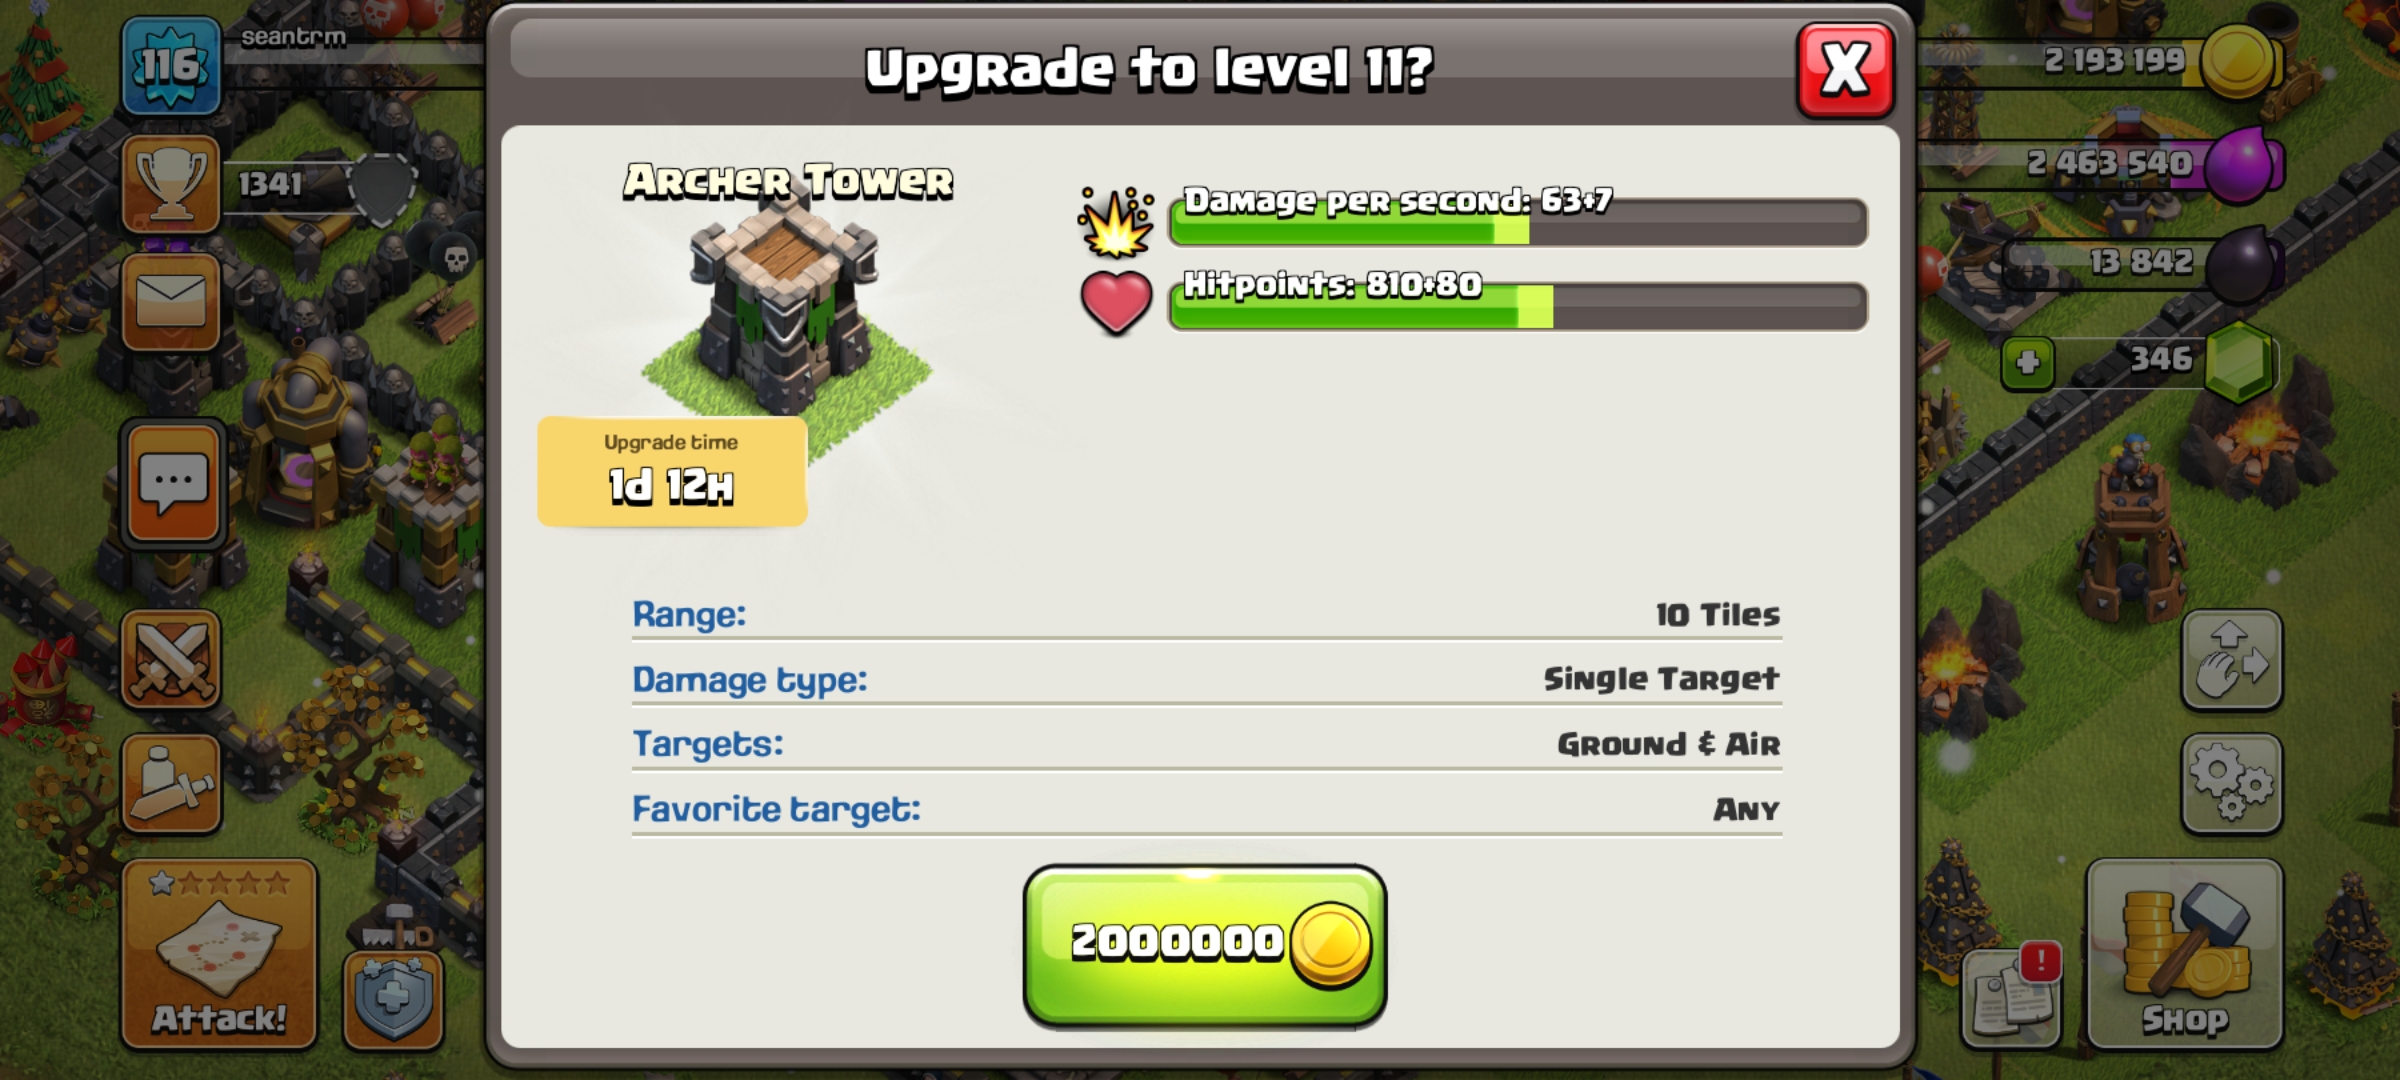 116
seantrm
Upgrade to level 11?
X
2 193 199
1341
Archer Tower
Damage per second: 63+7
2 463 540
Hitpoints: 810+80
13 842
346
Upgrade time
1d 12H
Range: 10 Tiles
Damage type: Single Target
Targets: Ground & Air
Favorite target: Any
2000000
Attack!
!
Shop